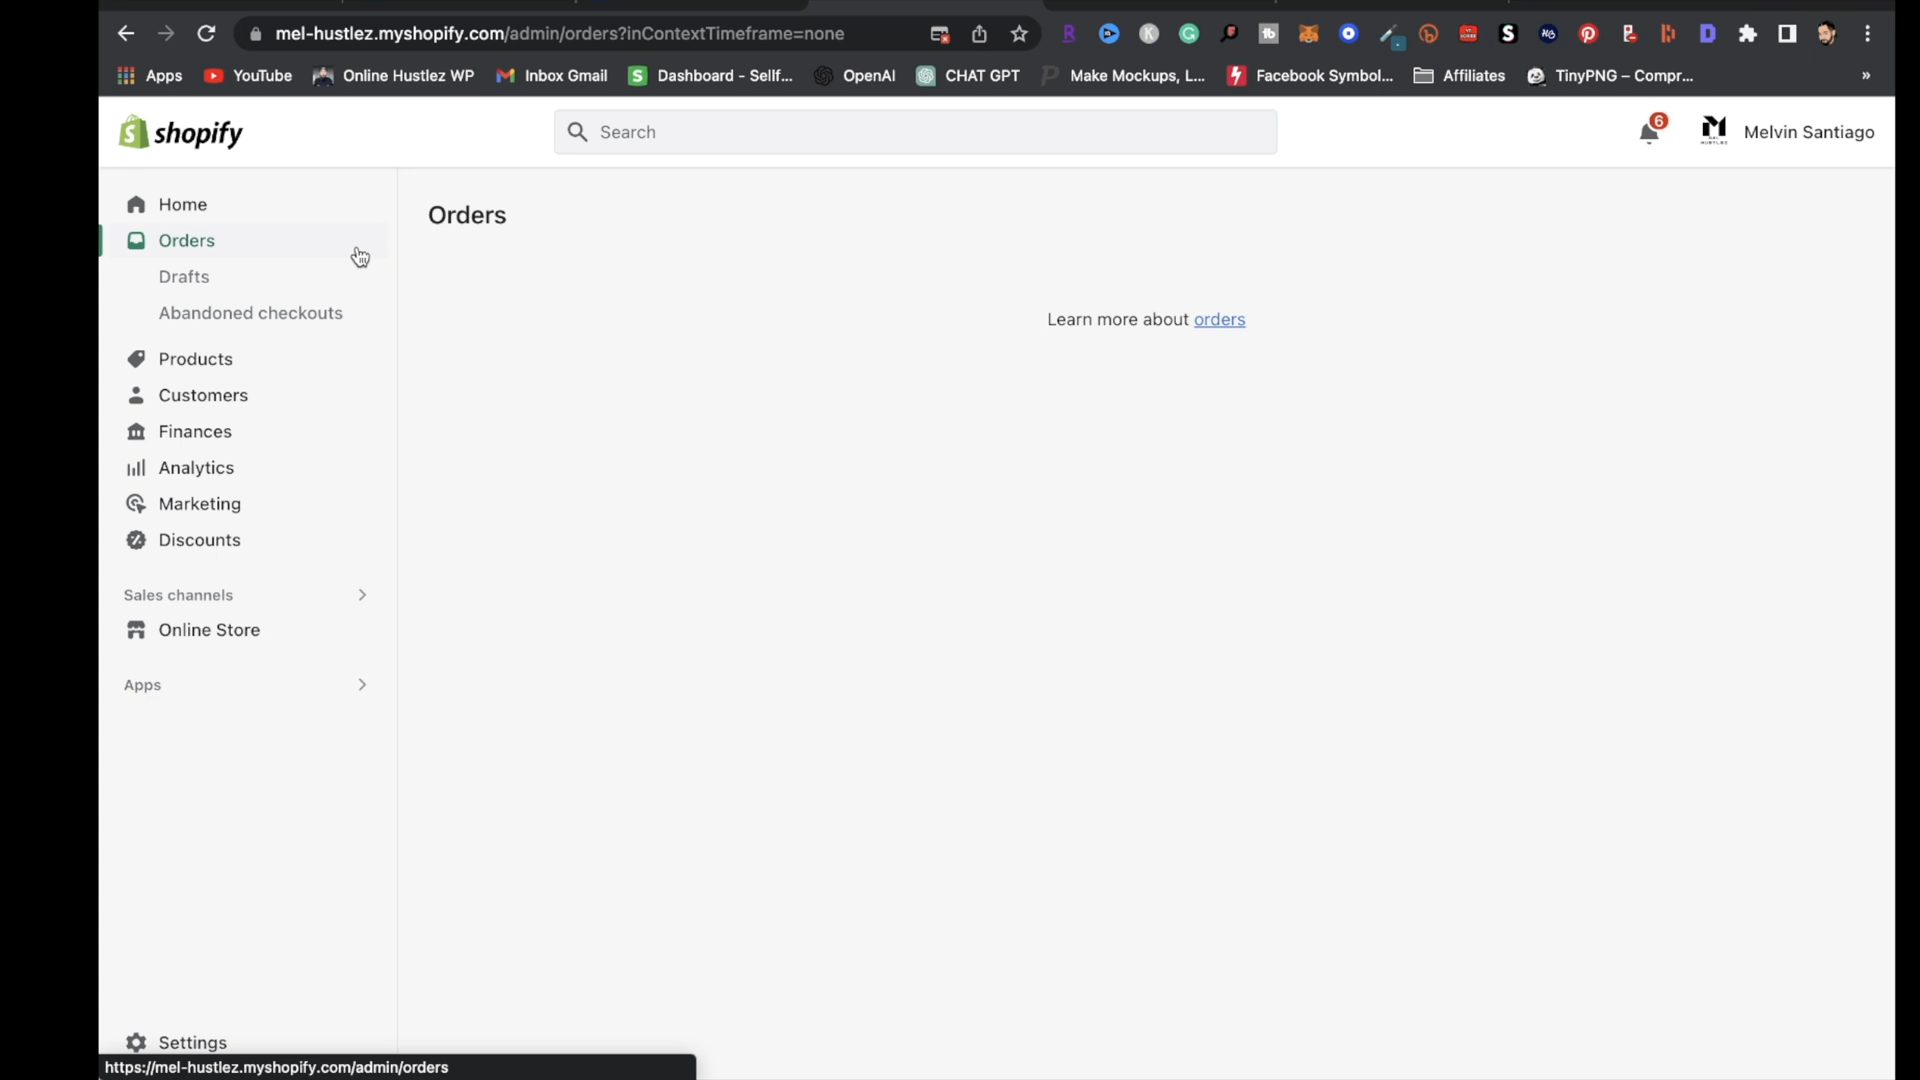 mel-hustlez.myshopify.com/admin/orders?inContextTimeframe=none
Apps YouTube Online Hustlez WP Inbox Gmail Dashboard - Sellf... OpenAI CHAT GPT Make Mockups, L... Facebook Symbol... Affiliates TinyPNG – Compr... »
shopify
Search
6
Melvin Santiago
Home
Orders
Drafts
Abandoned checkouts
Products
Customers
Finances
Analytics
Marketing
Discounts
Sales channels
Online Store
Apps
Settings
Orders
Learn more about orders
https://mel-hustlez.myshopify.com/admin/orders